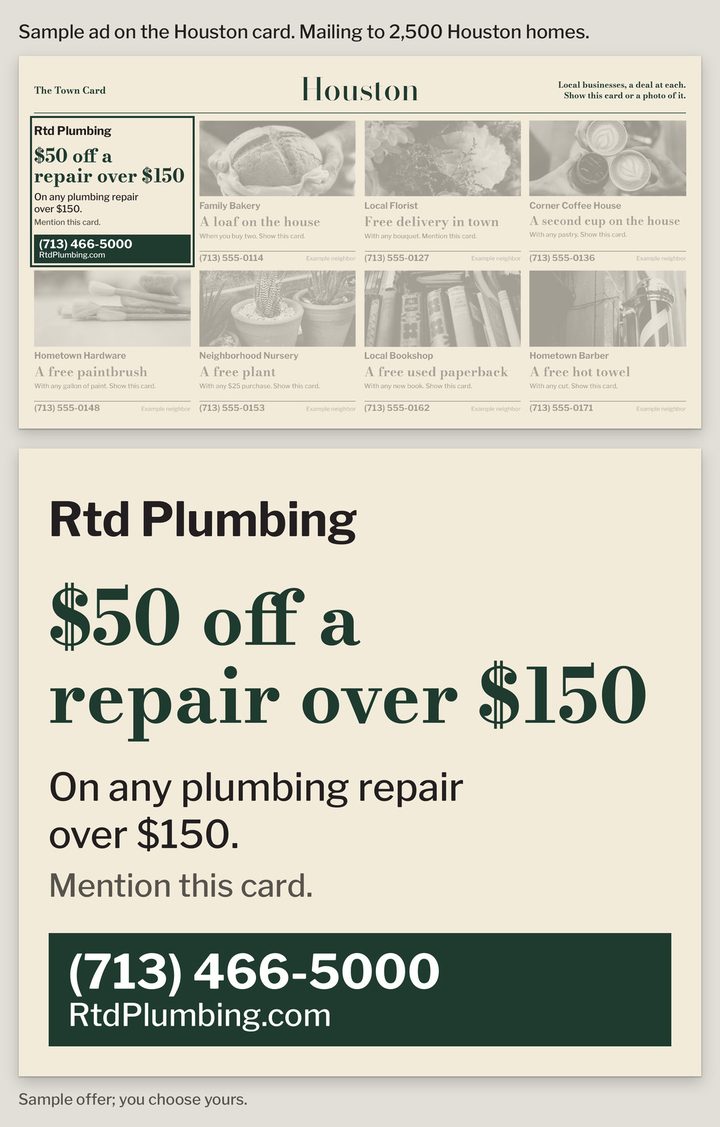 Sample ad on the Houston card. Mailing to 2,500 Houston homes.
The Town Card
Houston
Local businesses, a deal at each.
Show this card or a photo of it.
Rtd Plumbing
$50 off a
repair over $150
On any plumbing repair
over $150.
Mention this card.
(713) 466-5000
RtdPlumbing.com
Family Bakery
A loaf on the house
When you buy two. Show this card.
(713) 555-0114
Example neighbor
Local Florist
Free delivery in town
With any bouquet. Mention this card.
(713) 555-0127
Example neighbor
Corner Coffee House
A second cup on the house
With any pastry. Show this card.
(713) 555-0136
Example neighbor
Hometown Hardware
A free paintbrush
With any gallon of paint. Show this card.
(713) 555-0148
Example neighbor
Neighborhood Nursery
A free plant
With any $25 purchase. Show this card.
(713) 555-0153
Example neighbor
Local Bookshop
A free used paperback
With any new book. Show this card.
(713) 555-0162
Example neighbor
Hometown Barber
A free hot towel
With any cut. Show this card.
(713) 555-0171
Example neighbor
Rtd Plumbing
$50 off a
repair over $150
On any plumbing repair
over $150.
Mention this card.
(713) 466-5000
RtdPlumbing.com
Sample offer; you choose yours.